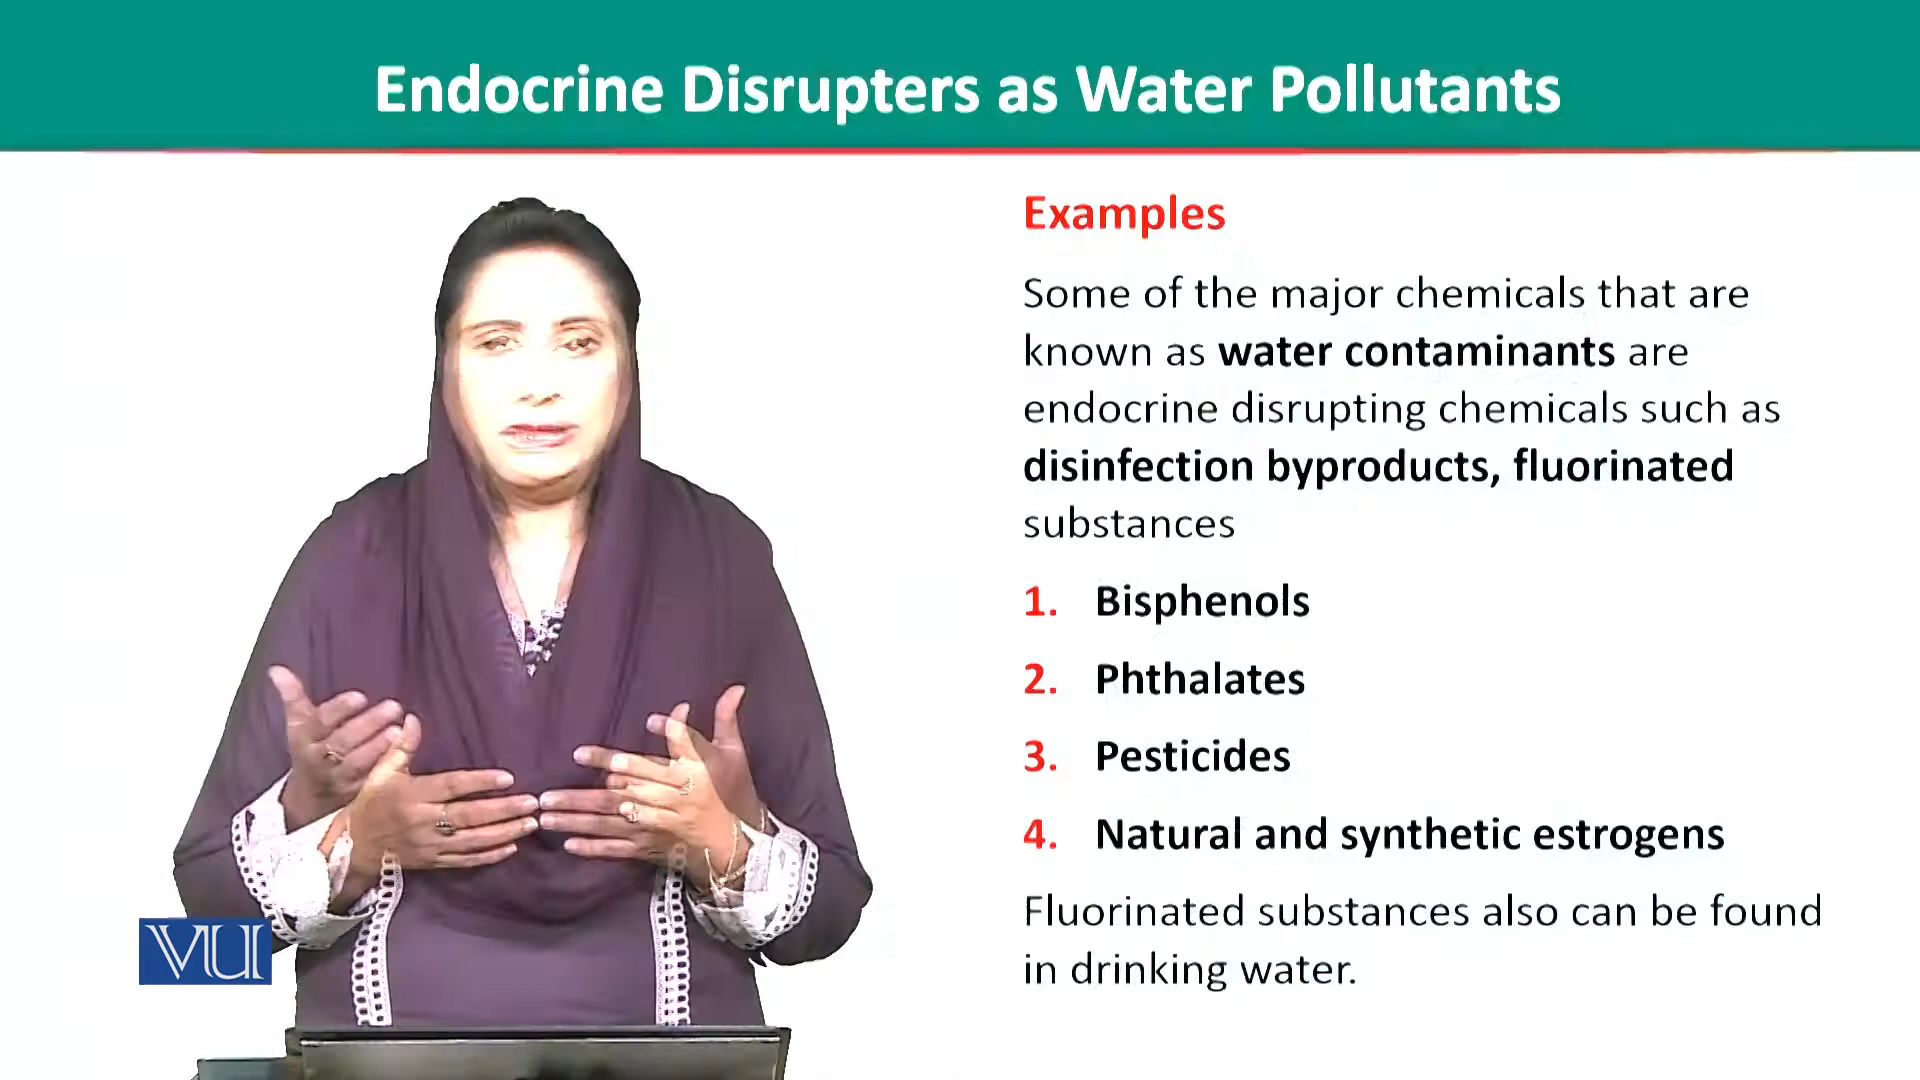 Endocrine Disrupters as Water Pollutants
Examples
Some of the major chemicals that are
known as water contaminants are
endocrine disrupting chemicals such as
disinfection byproducts, fluorinated
substances
1. Bisphenols
2. Phthalates
3. Pesticides
4. Natural and synthetic estrogens
Fluorinated substances also can be found
in drinking water.
VU